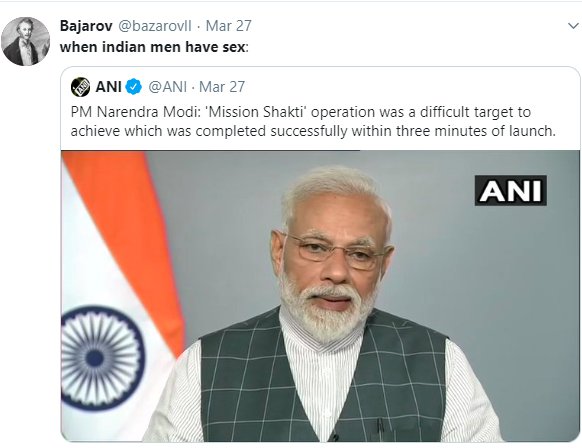 Bajarov @bazarovII · Mar 27
when indian men have sex:
ANI @ANI · Mar 27
PM Narendra Modi: 'Mission Shakti' operation was a difficult target to
achieve which was completed successfully within three minutes of launch.
ANI